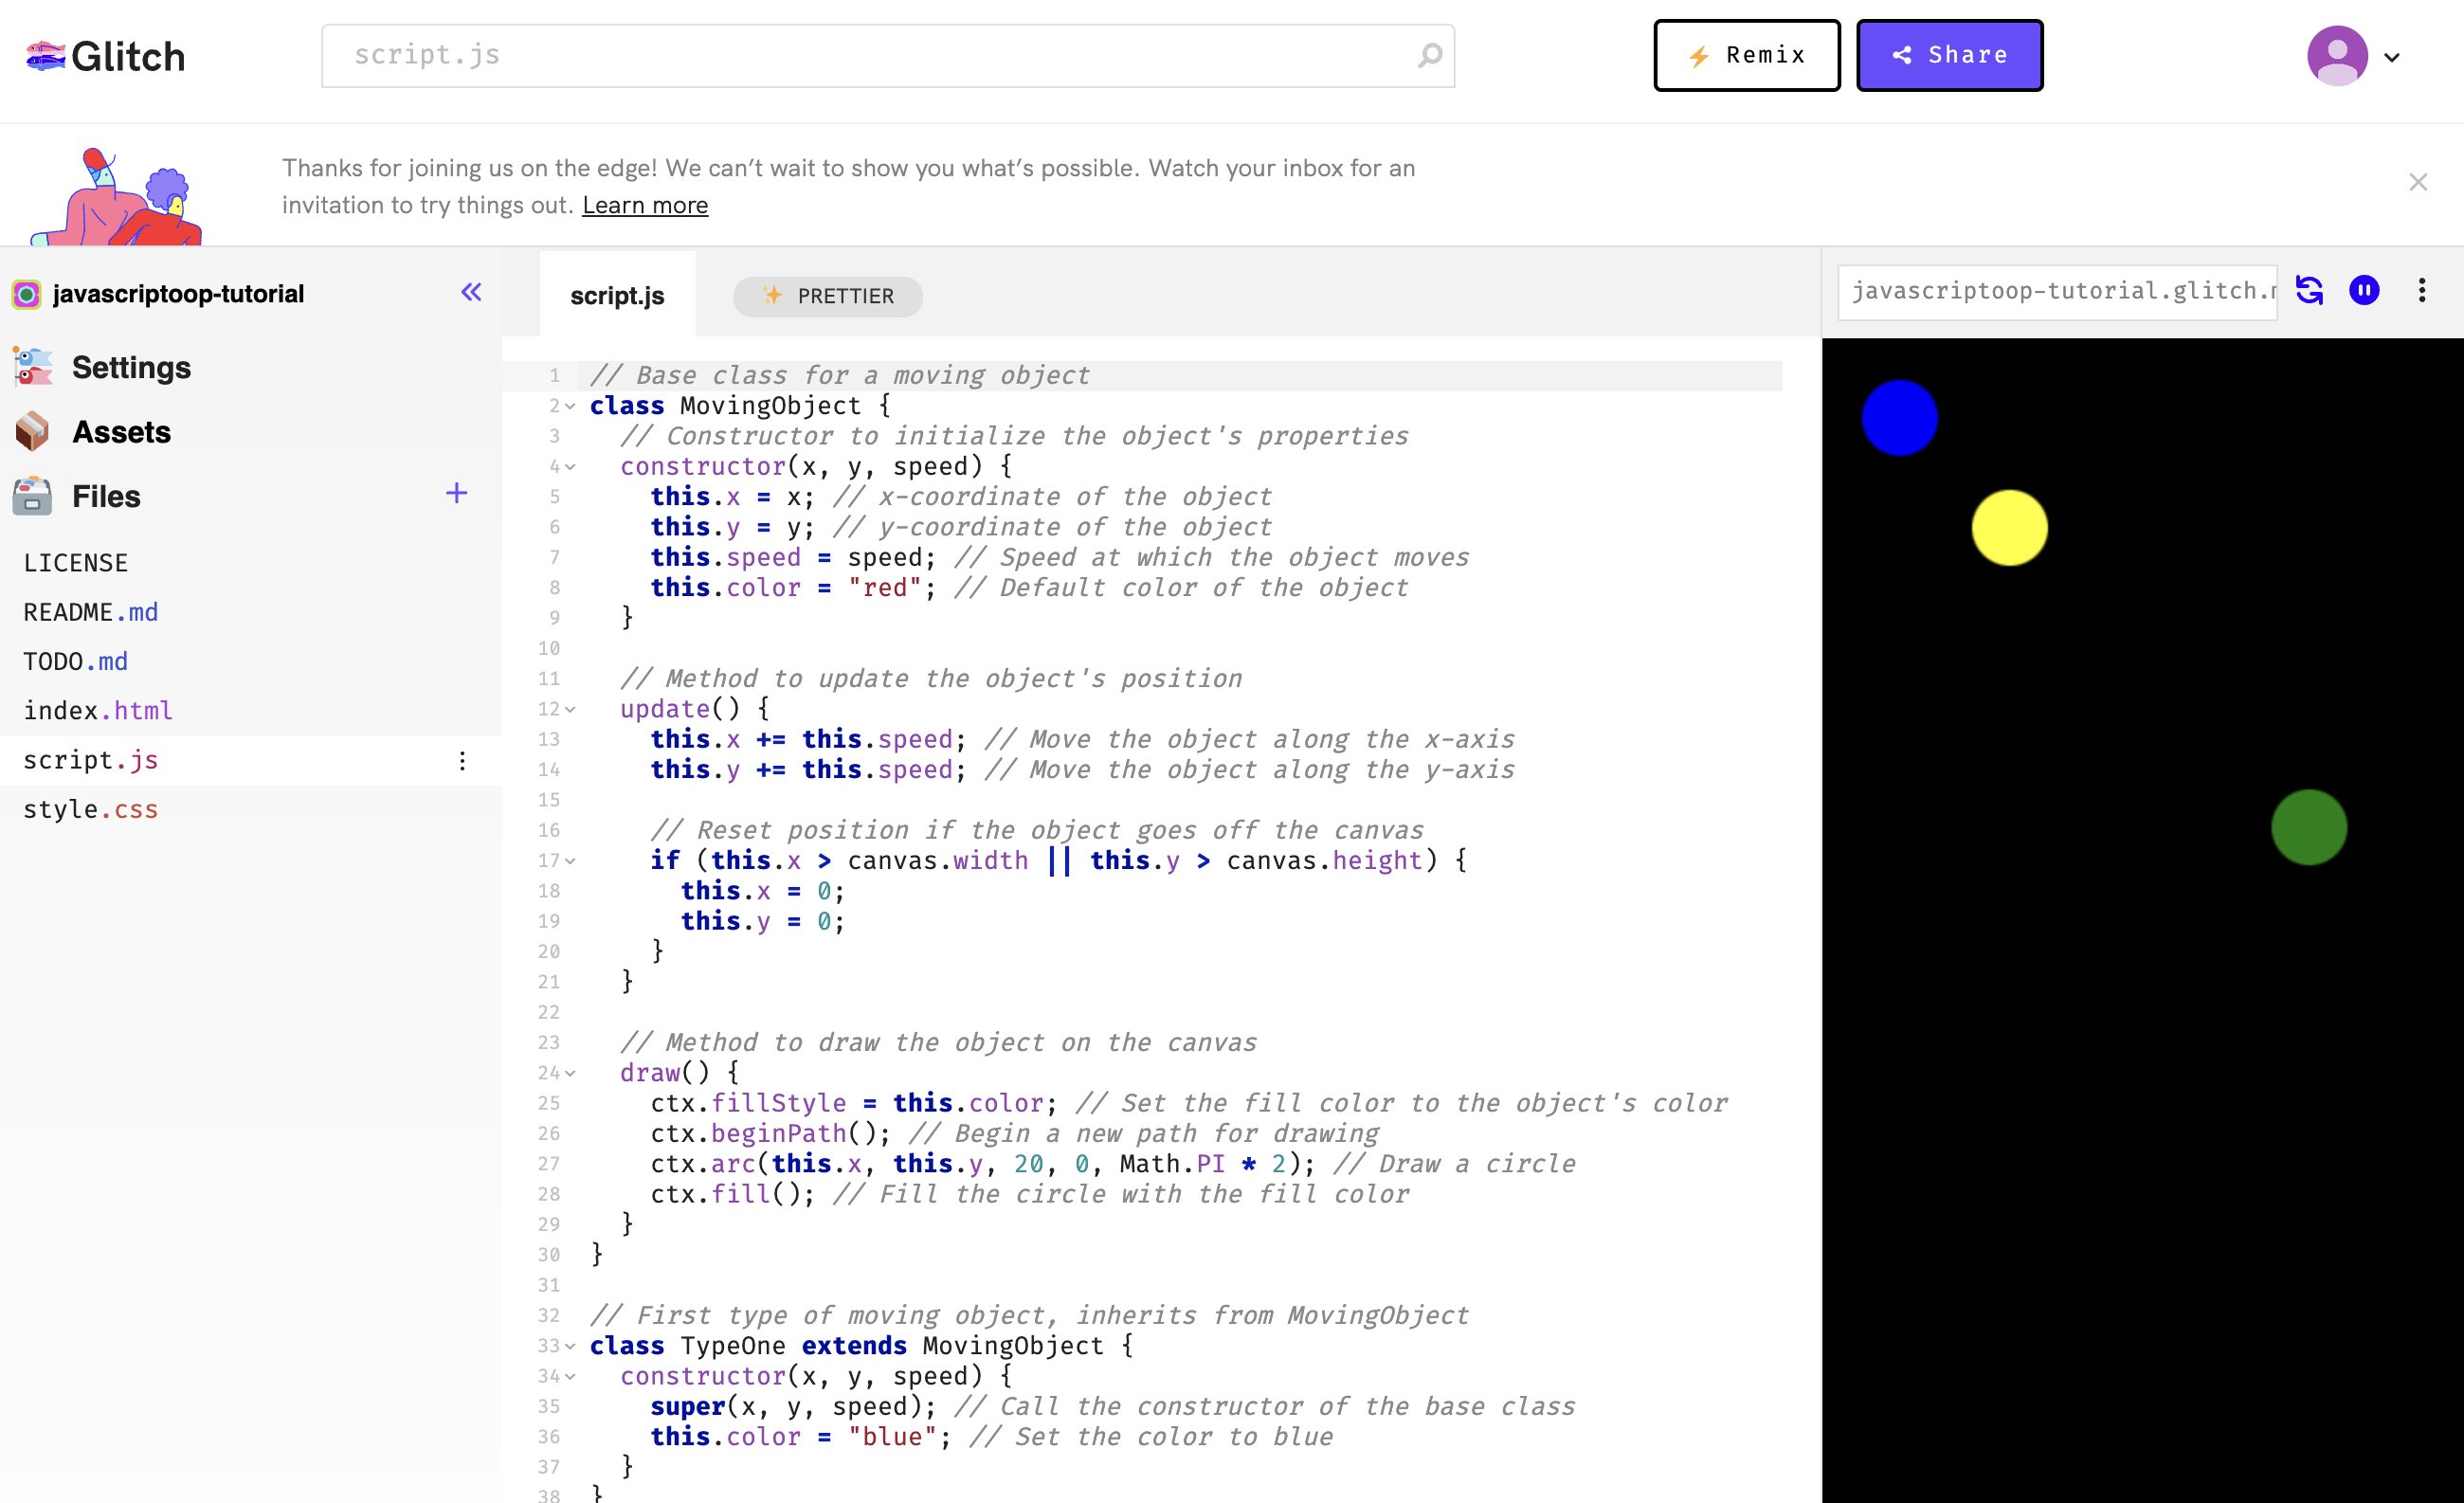 Glitch
script.js
Remix
Share
Thanks for joining us on the edge! We can’t wait to show you what’s possible. Watch your inbox for an
invitation to try things out. Learn more
javascriptoop-tutorial
Settings
Assets
Files
LICENSE
README.md
TODO.md
index.html
script.js
style.css
script.js
PRETTIER
1 // Base class for a moving object
2 class MovingObject {
3   // Constructor to initialize the object's properties
4   constructor(x, y, speed) {
5     this.x = x; // x-coordinate of the object
6     this.y = y; // y-coordinate of the object
7     this.speed = speed; // Speed at which the object moves
8     this.color = "red"; // Default color of the object
9   }
10
11   // Method to update the object's position
12   update() {
13     this.x += this.speed; // Move the object along the x-axis
14     this.y += this.speed; // Move the object along the y-axis
15
16     // Reset position if the object goes off the canvas
17     if (this.x > canvas.width || this.y > canvas.height) {
18       this.x = 0;
19       this.y = 0;
20     }
21   }
22
23   // Method to draw the object on the canvas
24   draw() {
25     ctx.fillStyle = this.color; // Set the fill color to the object's color
26     ctx.beginPath(); // Begin a new path for drawing
27     ctx.arc(this.x, this.y, 20, 0, Math.PI * 2); // Draw a circle
28     ctx.fill(); // Fill the circle with the fill color
29   }
30 }
31
32 // First type of moving object, inherits from MovingObject
33 class TypeOne extends MovingObject {
34   constructor(x, y, speed) {
35     super(x, y, speed); // Call the constructor of the base class
36     this.color = "blue"; // Set the color to blue
37   }
38 }
javascriptoop-tutorial.glitch.